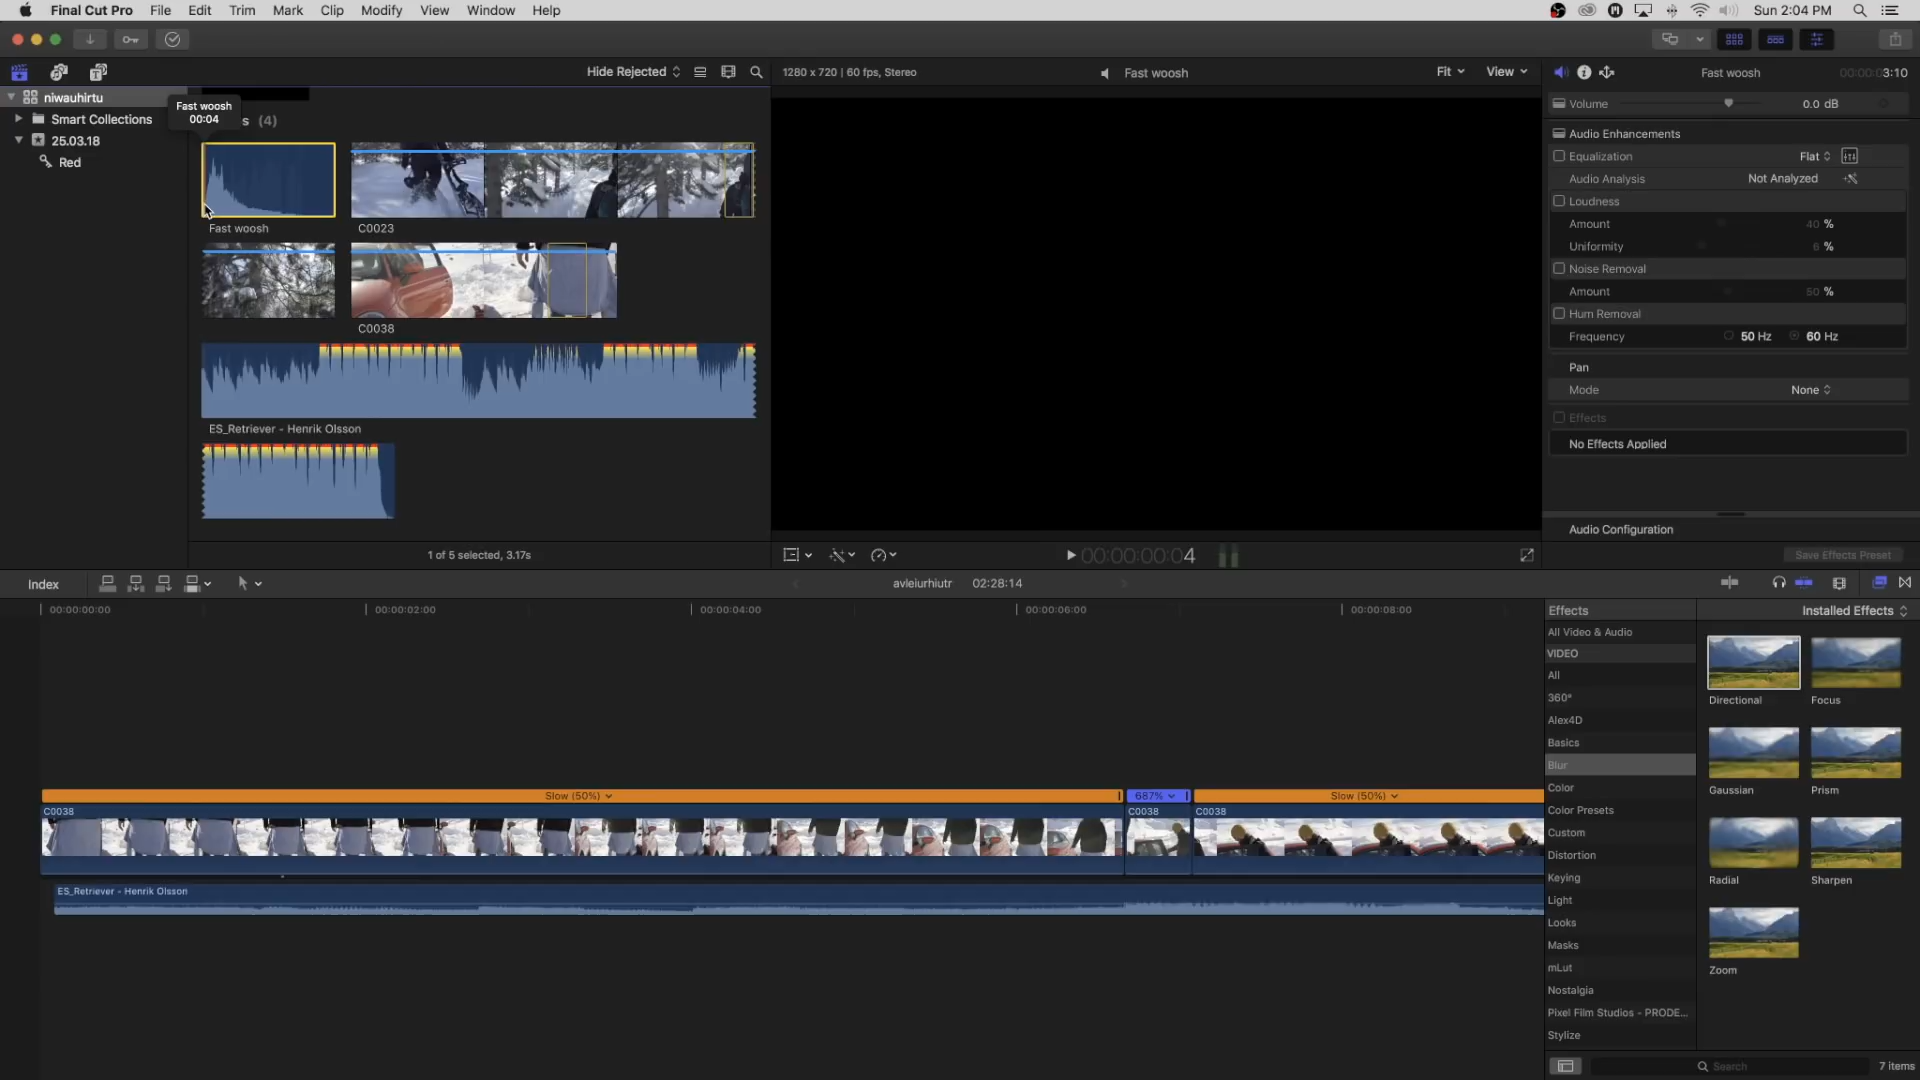 Final Cut Pro File Edit Trim Mark Clip Modify View Window Help Sun 2:04 PM
Hide Rejected 1280 x 720 | 60 fps, Stereo Fast woosh Fit View Fast woosh 00:00:03:10
niwauhirtu
Smart Collections
25.03.18
Red
Fast woosh
00:04
s (4)
Fast woosh
C0023
C0038
ES_Retriever - Henrik Olsson
1 of 5 selected, 3.17s
00:00:00:04
Volume 0.0 dB
Audio Enhancements
Equalization Flat
Audio Analysis Not Analyzed
Loudness
Amount 40 %
Uniformity 6 %
Noise Removal
Amount 50 %
Hum Removal
Frequency 50 Hz 60 Hz
Pan
Mode None
Effects
No Effects Applied
Audio Configuration
Save Effects Preset
Index avleiurhiutr 02:28:14
00:00:00:00 00:00:02:00 00:00:04:00 00:00:06:00 00:00:08:00
Slow (50%) 687% Slow (50%)
C0038 C0038 C0038
ES_Retriever - Henrik Olsson
Effects Installed Effects
All Video & Audio
VIDEO
All
360°
Alex4D
Basics
Blur
Color
Color Presets
Custom
Distortion
Keying
Light
Looks
Masks
mLut
Nostalgia
Pixel Film Studios - PRODE...
Stylize
Directional Focus
Gaussian Prism
Radial Sharpen
Zoom
Search 7 items